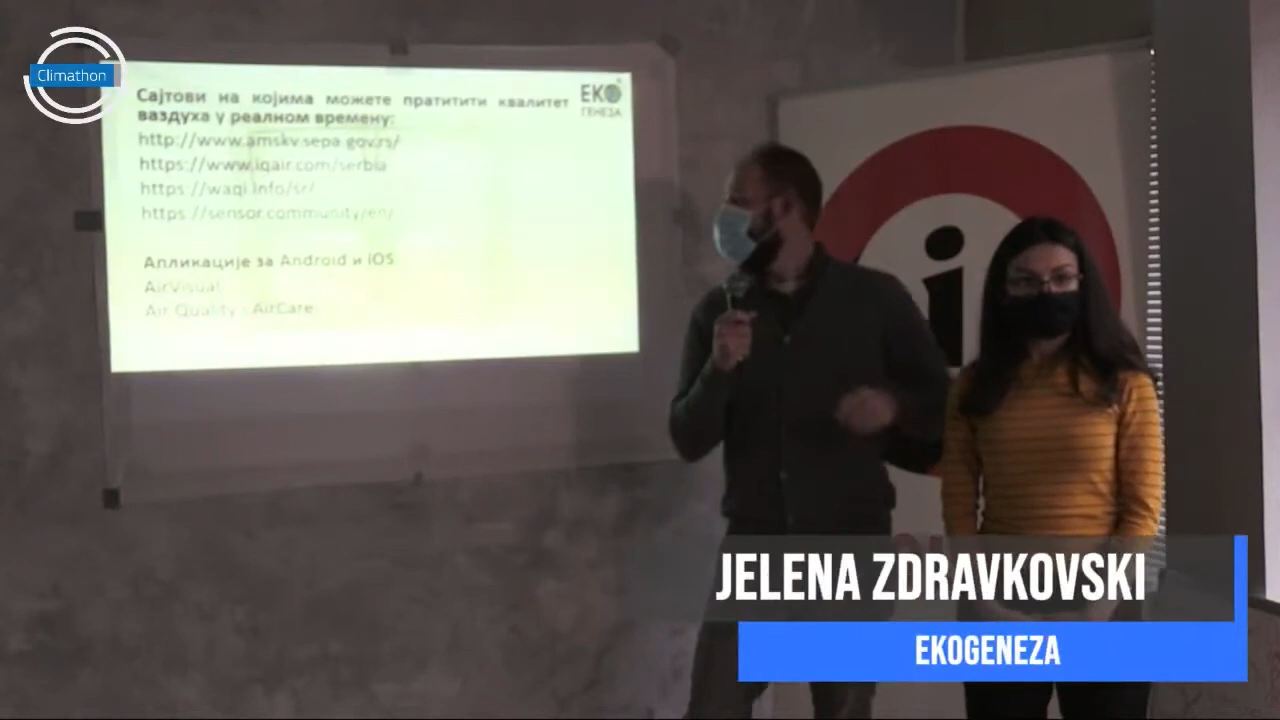 Climathon
Сајтови на којима можете пратитити квалитет
ваздуха у реалном времену:
http://www.amskv.sepa.gov.rs/
https://www.iqair.com/serbia
https://waqi.info/sr/
https://sensor.community/en/
Апликације за Android и iOS
AirVisual
Air Quality - AirCare
ЕКО
ГЕНЕЗА
i
JELENA ZDRAVKOVSKI
EKOGENEZA